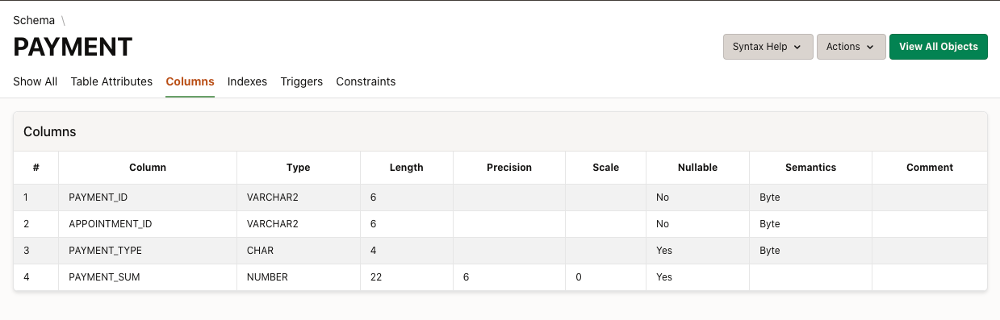 Schema \
PAYMENT
Syntax Help Actions View All Objects
Show All Table Attributes Columns Indexes Triggers Constraints
Columns
# Column Type Length Precision Scale Nullable Semantics Comment
1 PAYMENT_ID VARCHAR2 6 No Byte
2 APPOINTMENT_ID VARCHAR2 6 No Byte
3 PAYMENT_TYPE CHAR 4 Yes Byte
4 PAYMENT_SUM NUMBER 22 6 0 Yes